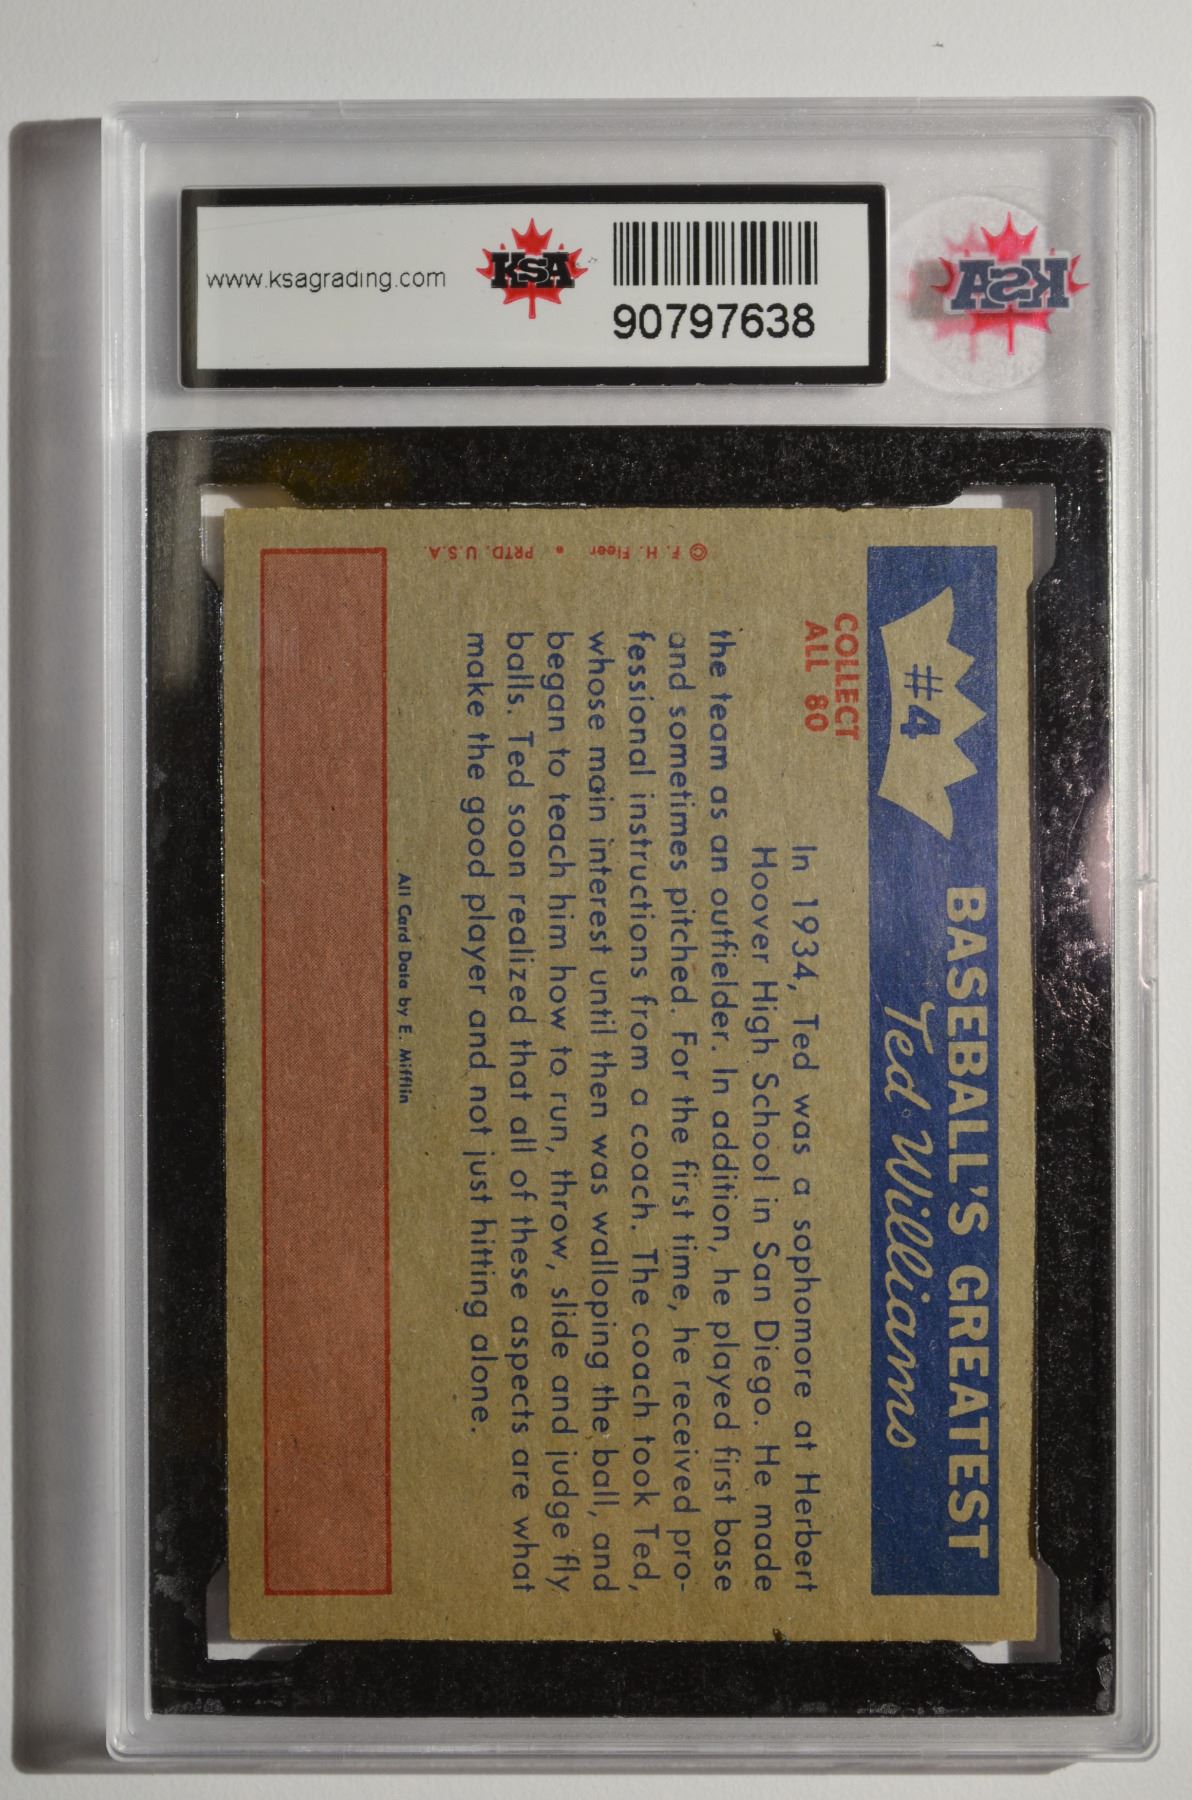 www.ksagrading.com
KSA
90797638
KSA
#4
BASEBALL'S GREATEST
Ted Williams
COLLECT
ALL 80
In 1934, Ted was a sophomore at Herbert
Hoover High School in San Diego. He made
the team as an outfielder. In addition, he played first base
and sometimes pitched. For the first time, he received pro-
fessional instructions from a coach. The coach took Ted,
whose main interest until then was walloping the ball, and
began to teach him how to run, throw, slide and judge fly
balls. Ted soon realized that all of these aspects are what
make the good player and not just hitting alone.
All Card Data by E. Mifflin
© F. H. Fleer • PRTD. U.S.A.